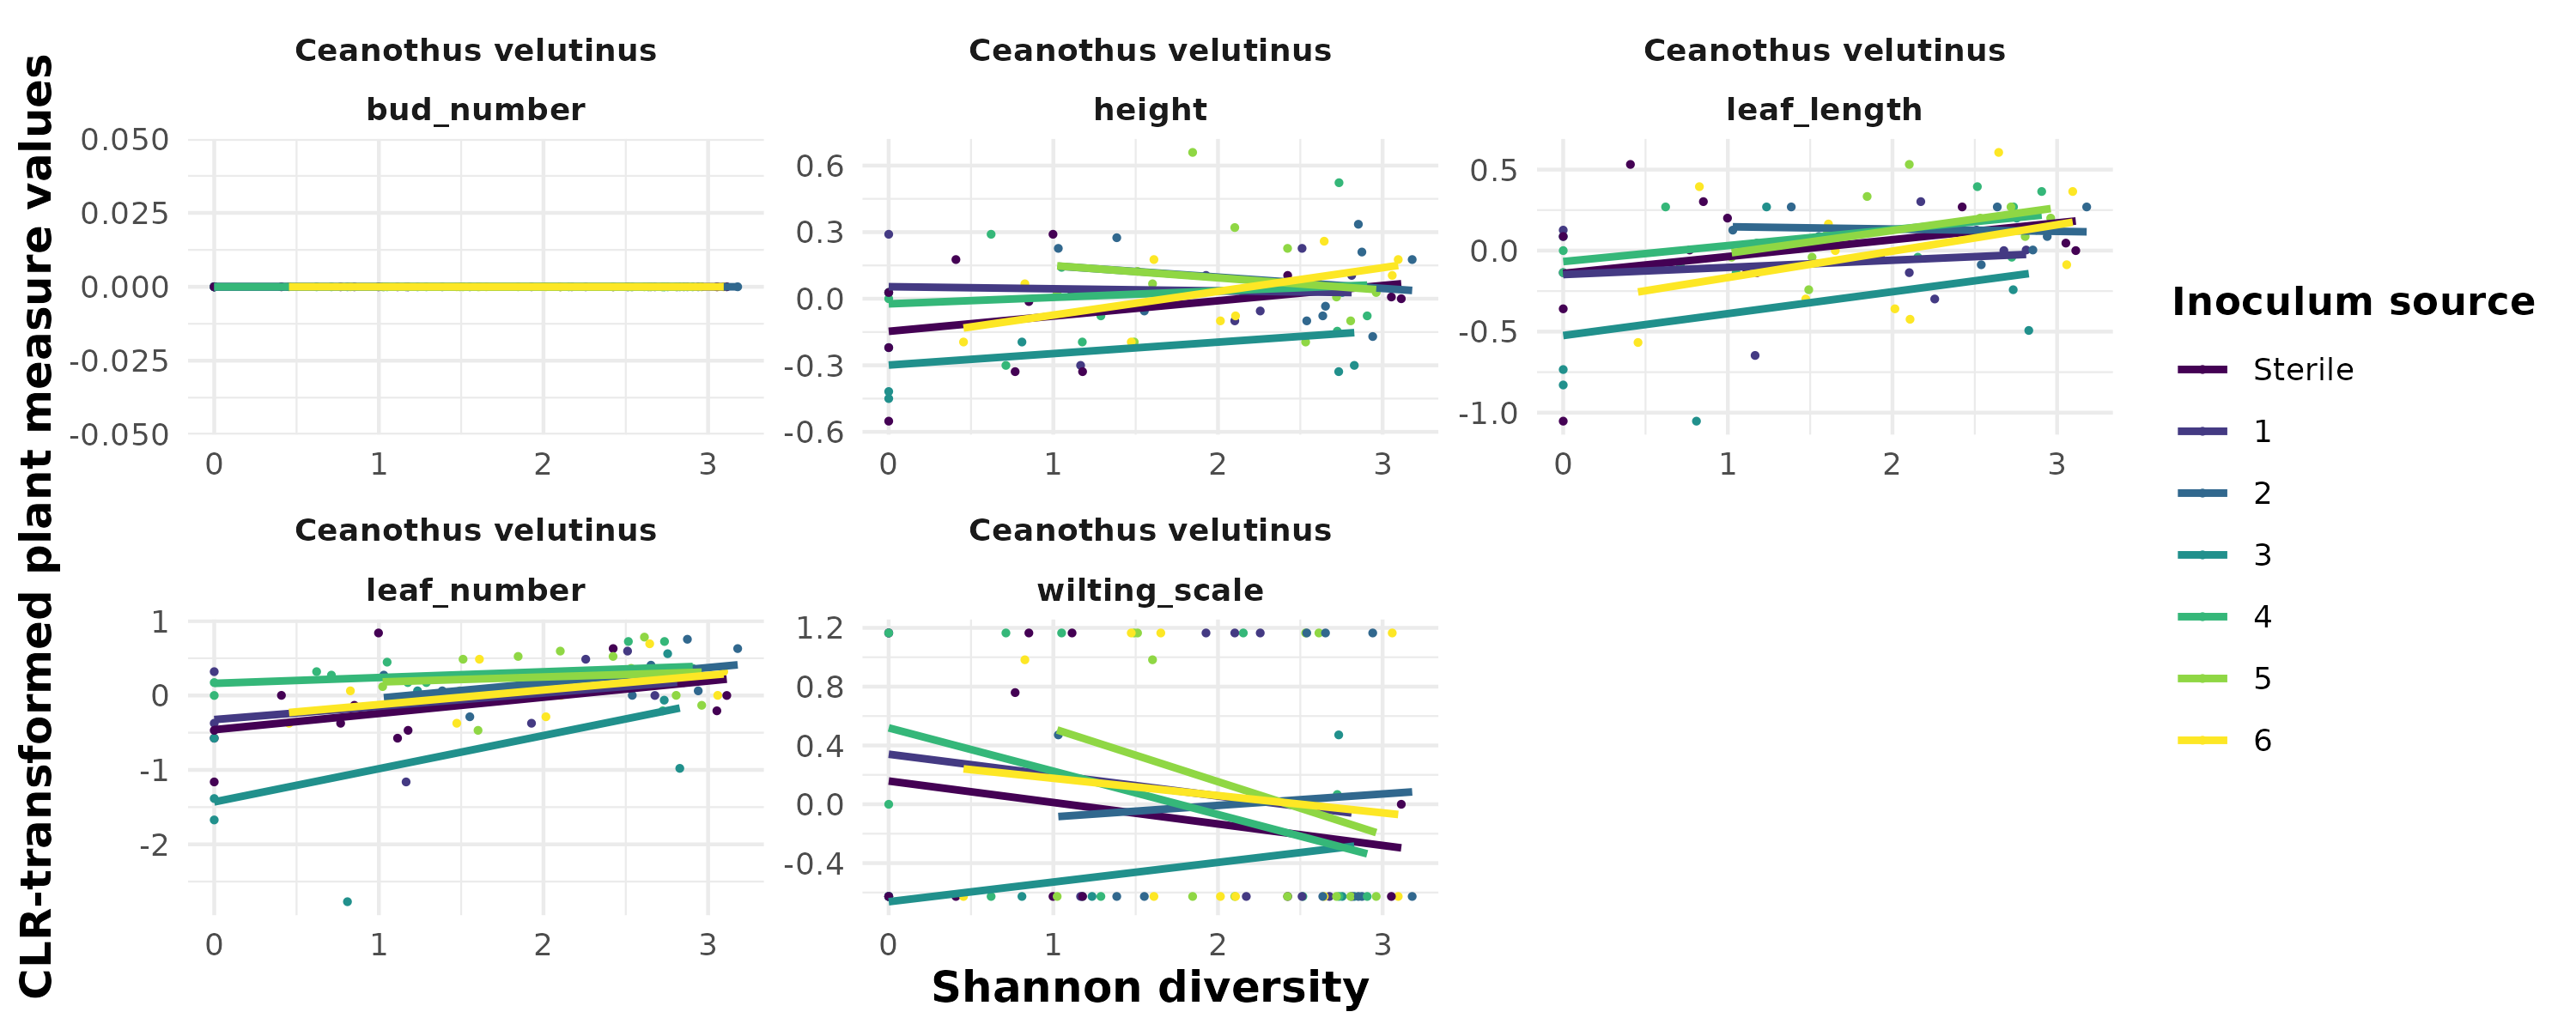 CLR-transformed plant measure values
Ceanothus velutinus
bud_number
0.050
0.025
0.000
-0.025
-0.050
0 1 2 3
Ceanothus velutinus
height
0.6
0.3
0.0
-0.3
-0.6
0 1 2 3
Ceanothus velutinus
leaf_length
0.5
0.0
-0.5
-1.0
0 1 2 3
Ceanothus velutinus
leaf_number
1
0
-1
-2
0 1 2 3
Ceanothus velutinus
wilting_scale
1.2
0.8
0.4
0.0
-0.4
0 1 2 3
Shannon diversity
Inoculum source
Sterile
1
2
3
4
5
6